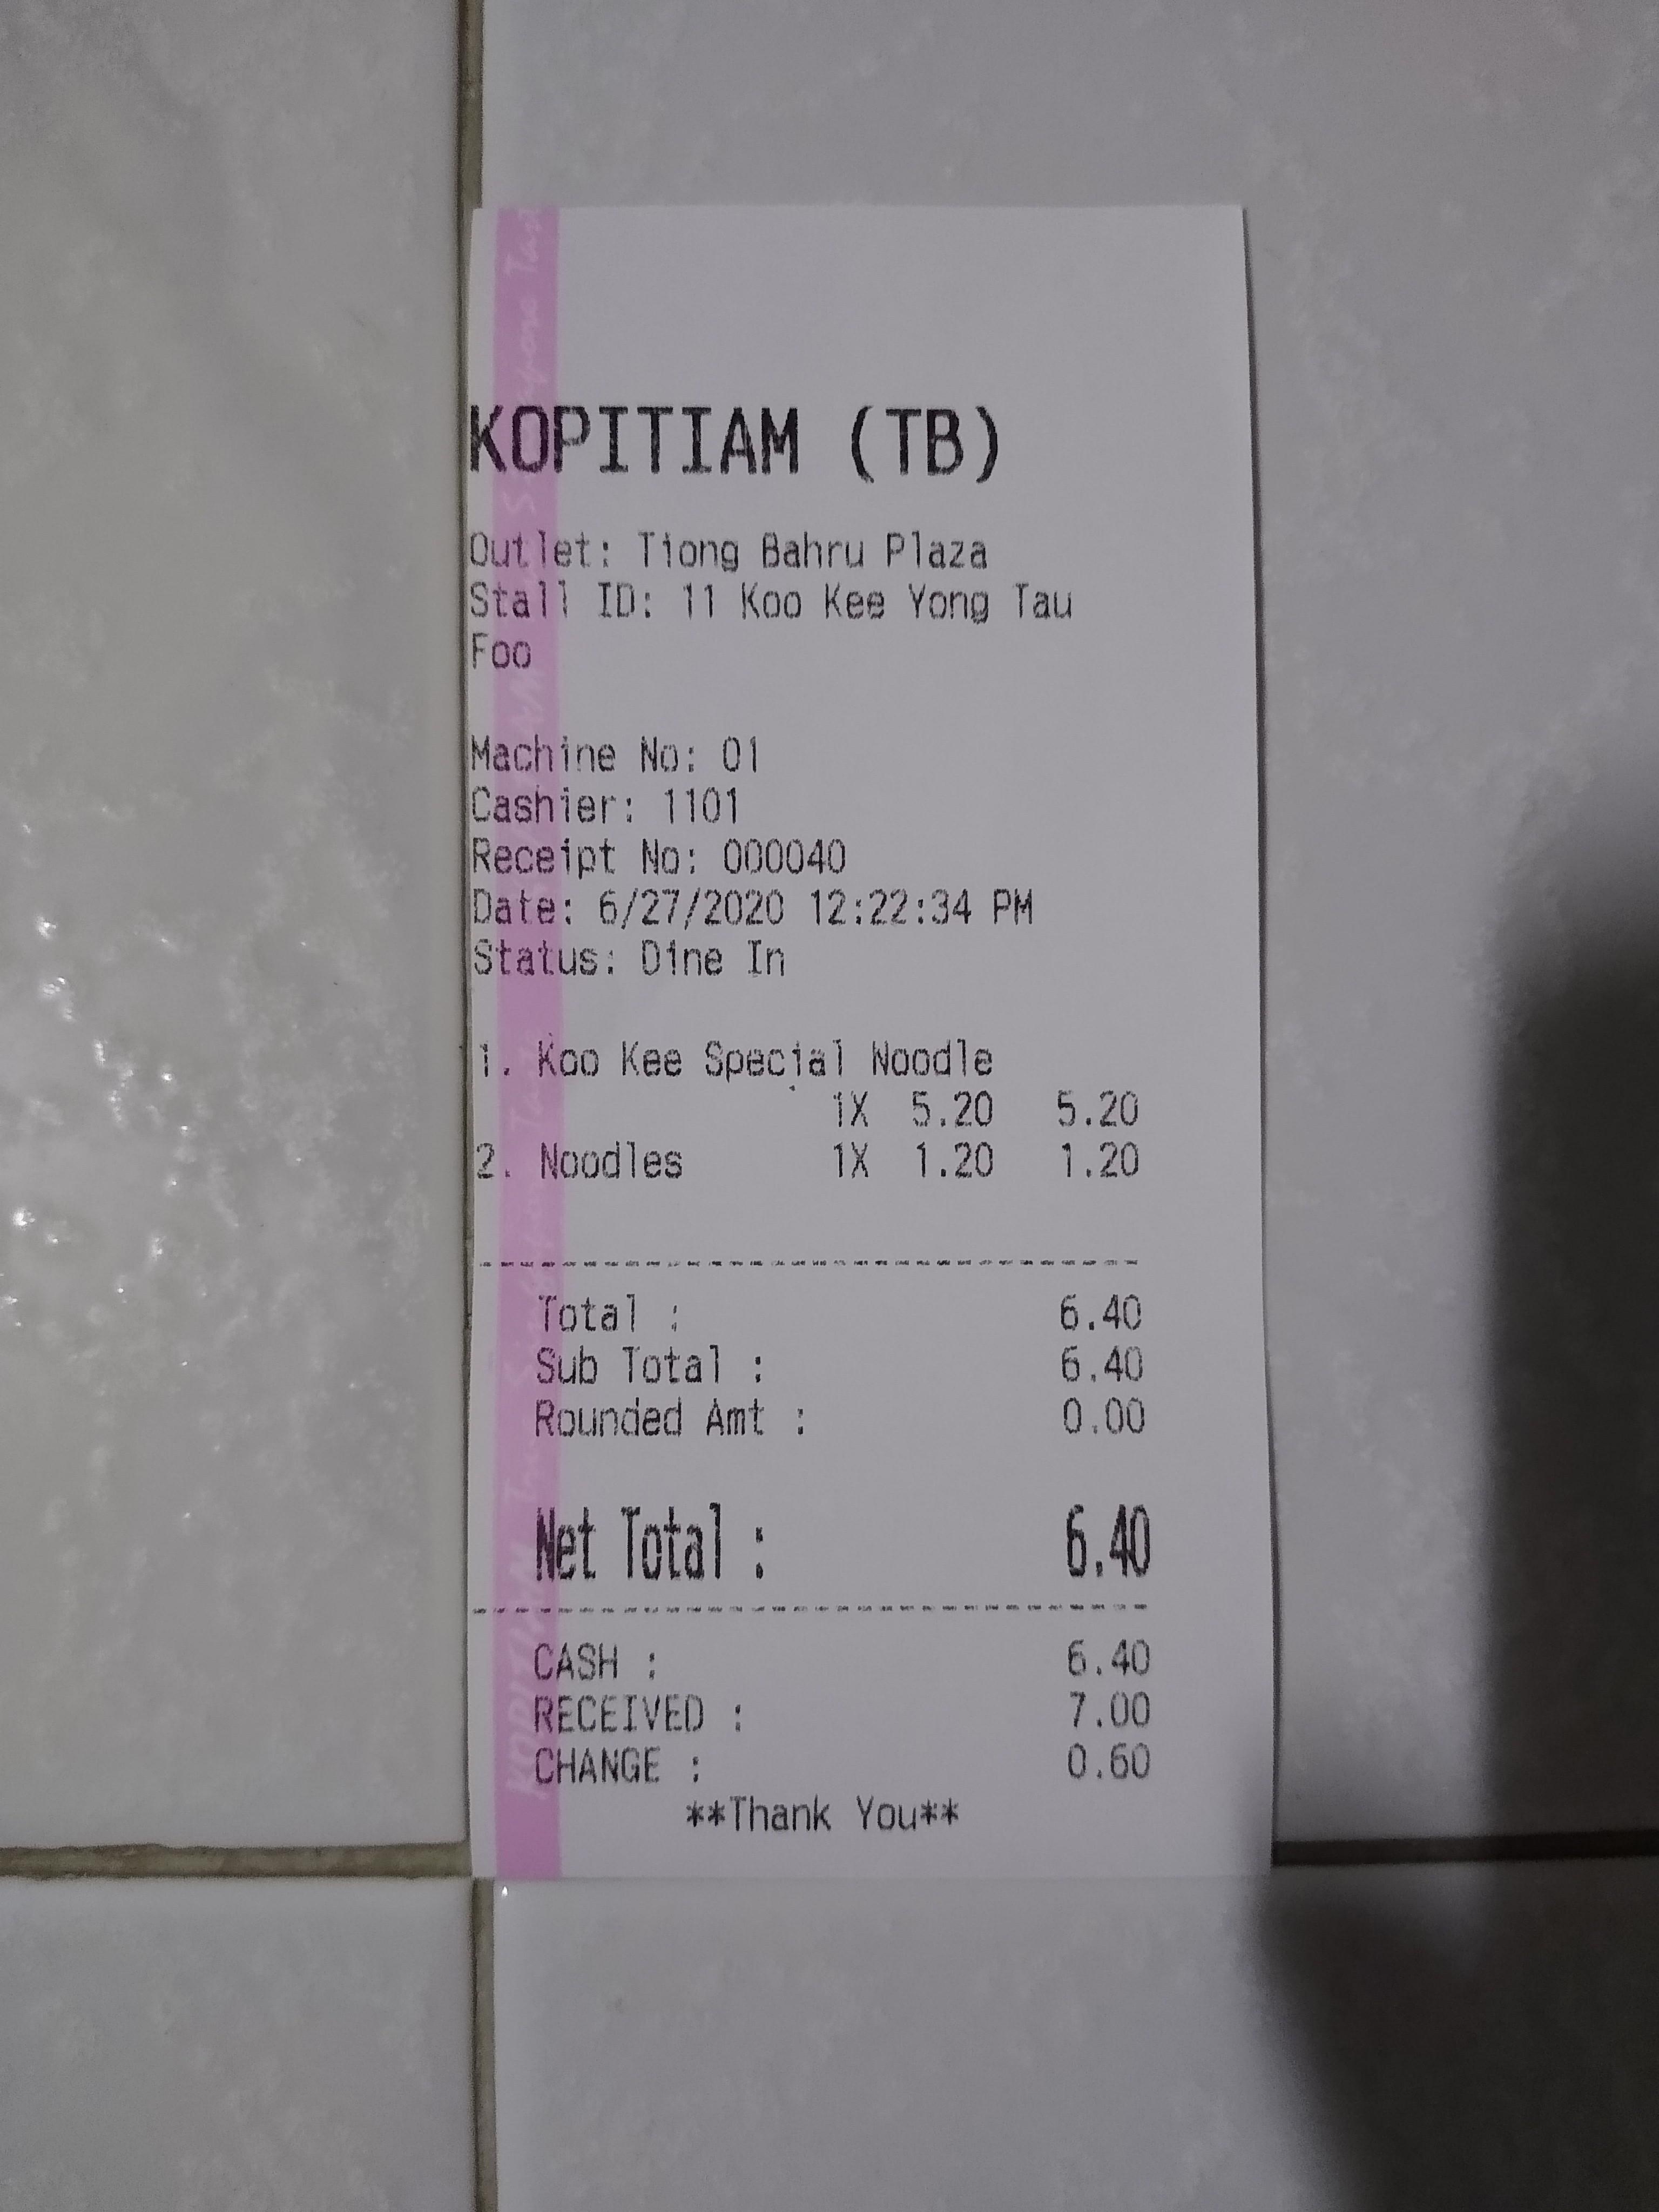 KOPITIAM (TB)
Outlet: Tiong Bahru Plaza
Stall ID: 11 Koo Kee Yong Tau
Foo
Machine No: 01
Cashier: 1101
Receipt No: 000040
Date: 6/27/2020 12:22:34 PM
Status: Dine In
1. Koo Kee Special Noodle
1X 5.20 5.20
2. Noodles 1X 1.20 1.20
Total : 6.40
Sub Total : 6.40
Rounded Amt : 0.00
Net Total : 6.40
CASH : 6.40
RECEIVED : 7.00
CHANGE : 0.60
**Thank You**